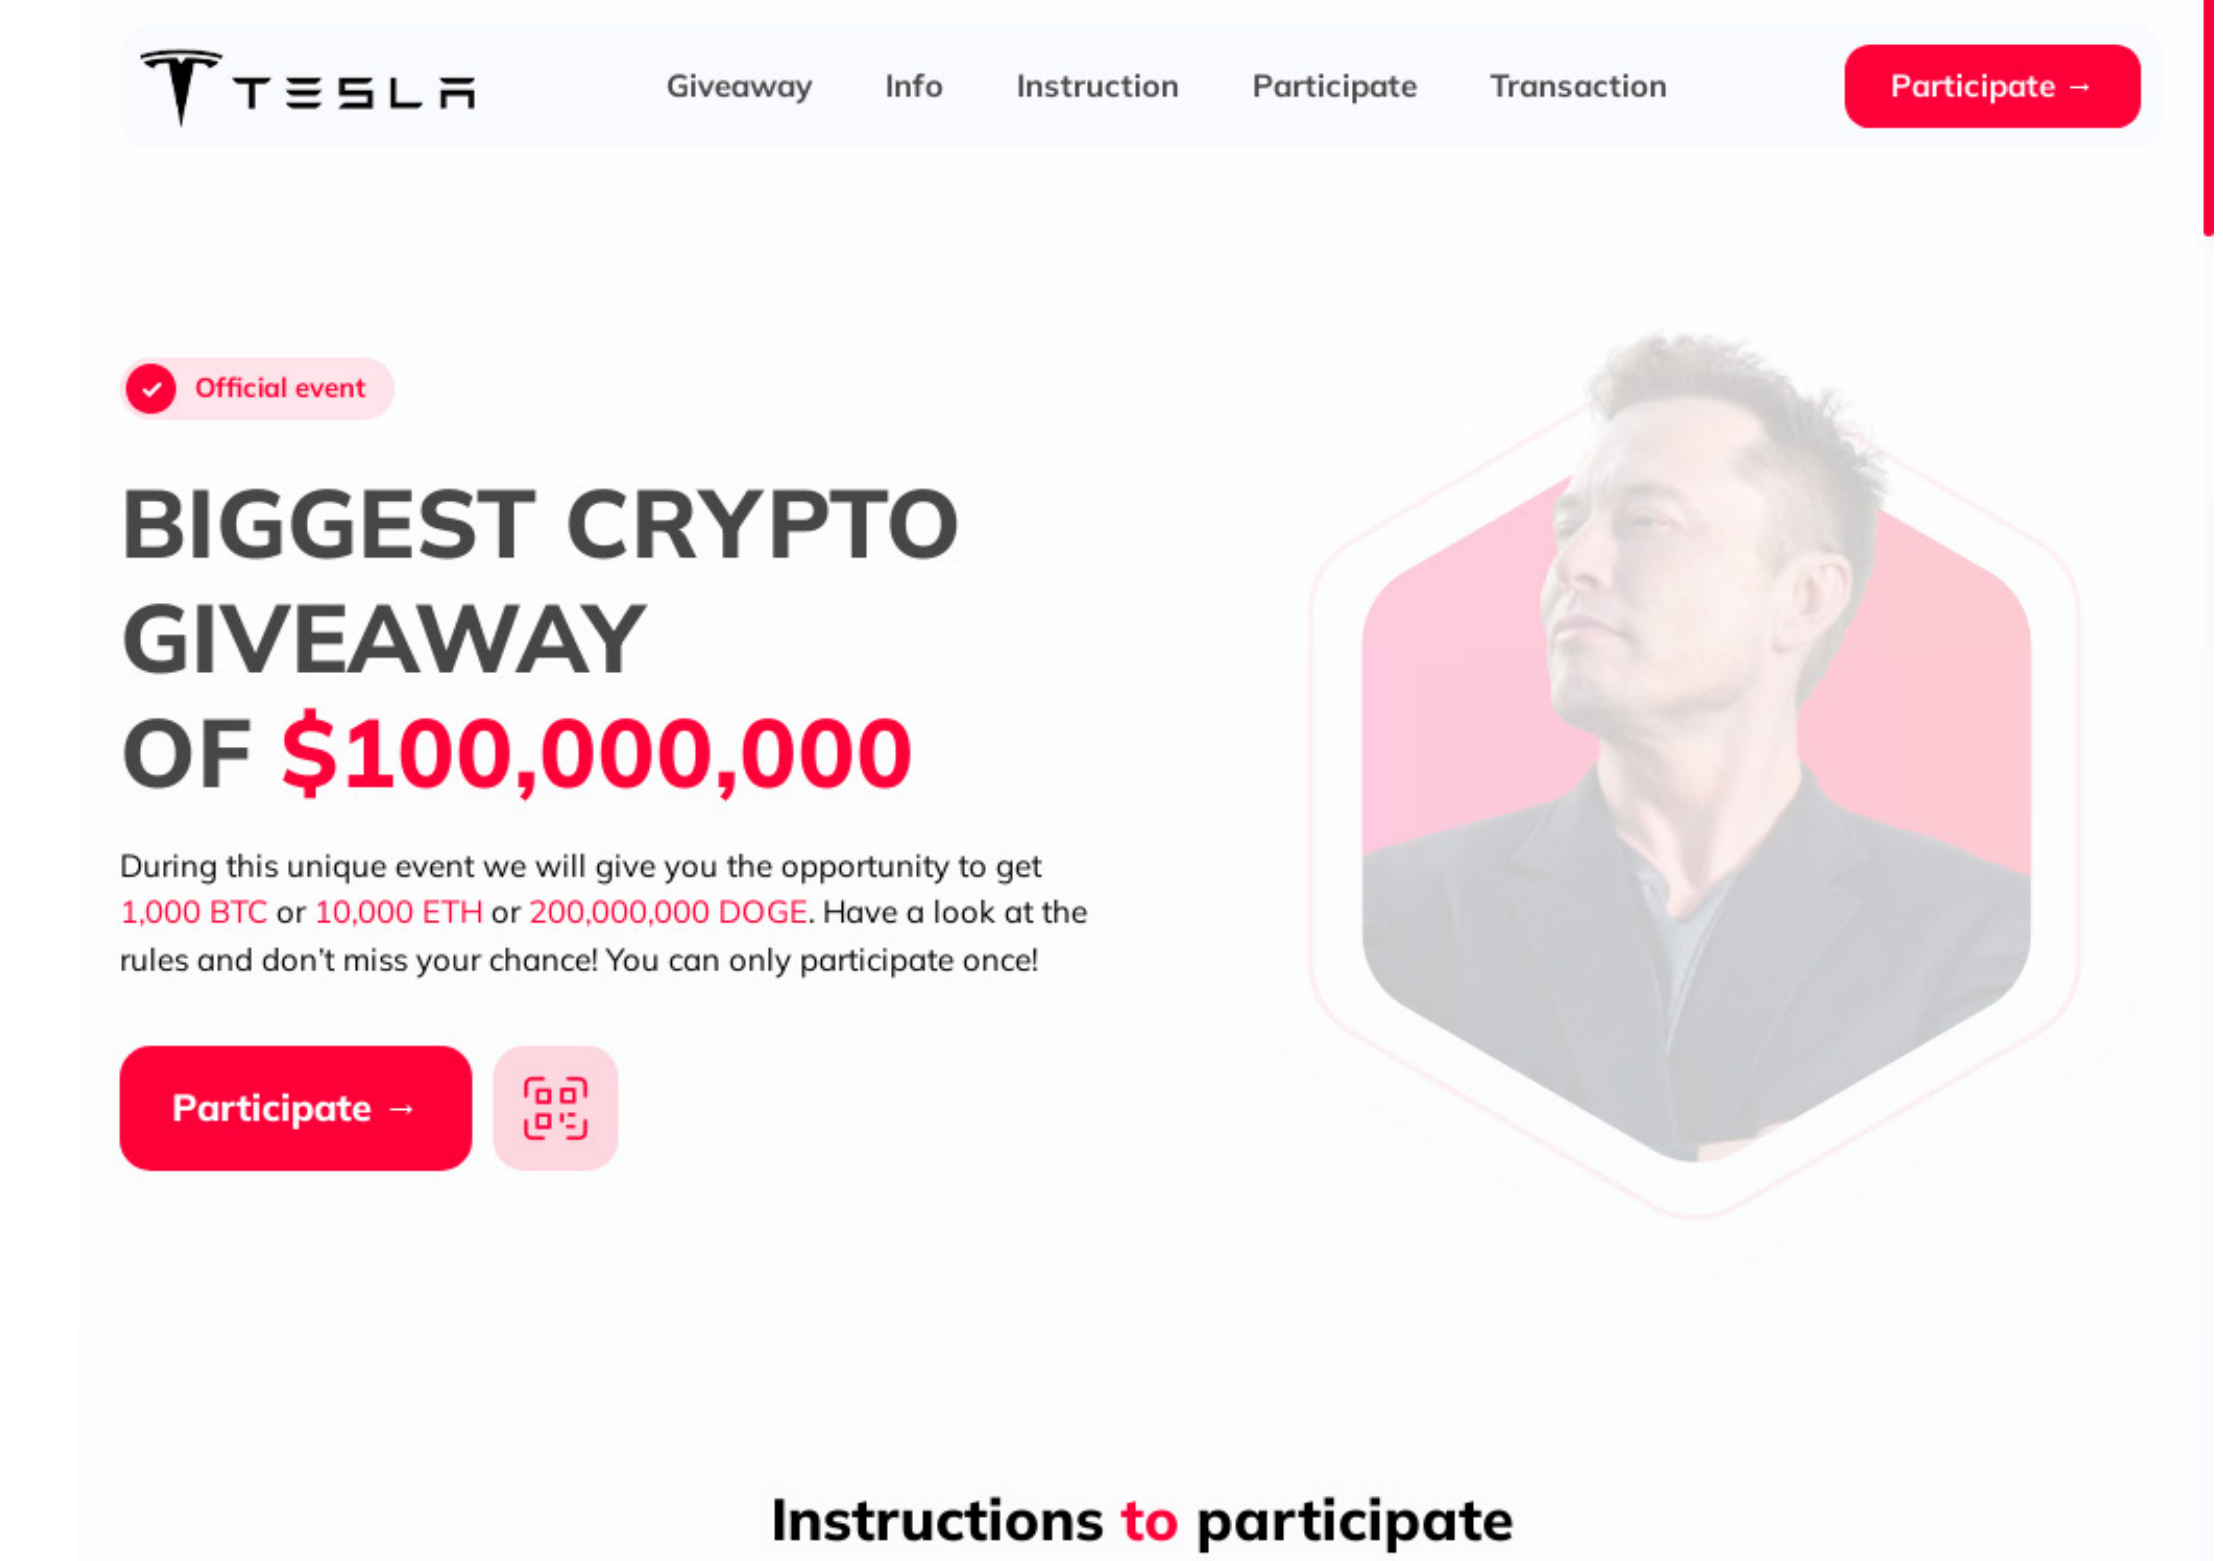 TESLA
Giveaway Info Instruction Participate Transaction Participate →
Official event
BIGGEST CRYPTO
GIVEAWAY
OF $100,000,000
During this unique event we will give you the opportunity to get
1,000 BTC or 10,000 ETH or 200,000,000 DOGE. Have a look at the
rules and don’t miss your chance! You can only participate once!
Participate →
Instructions to participate